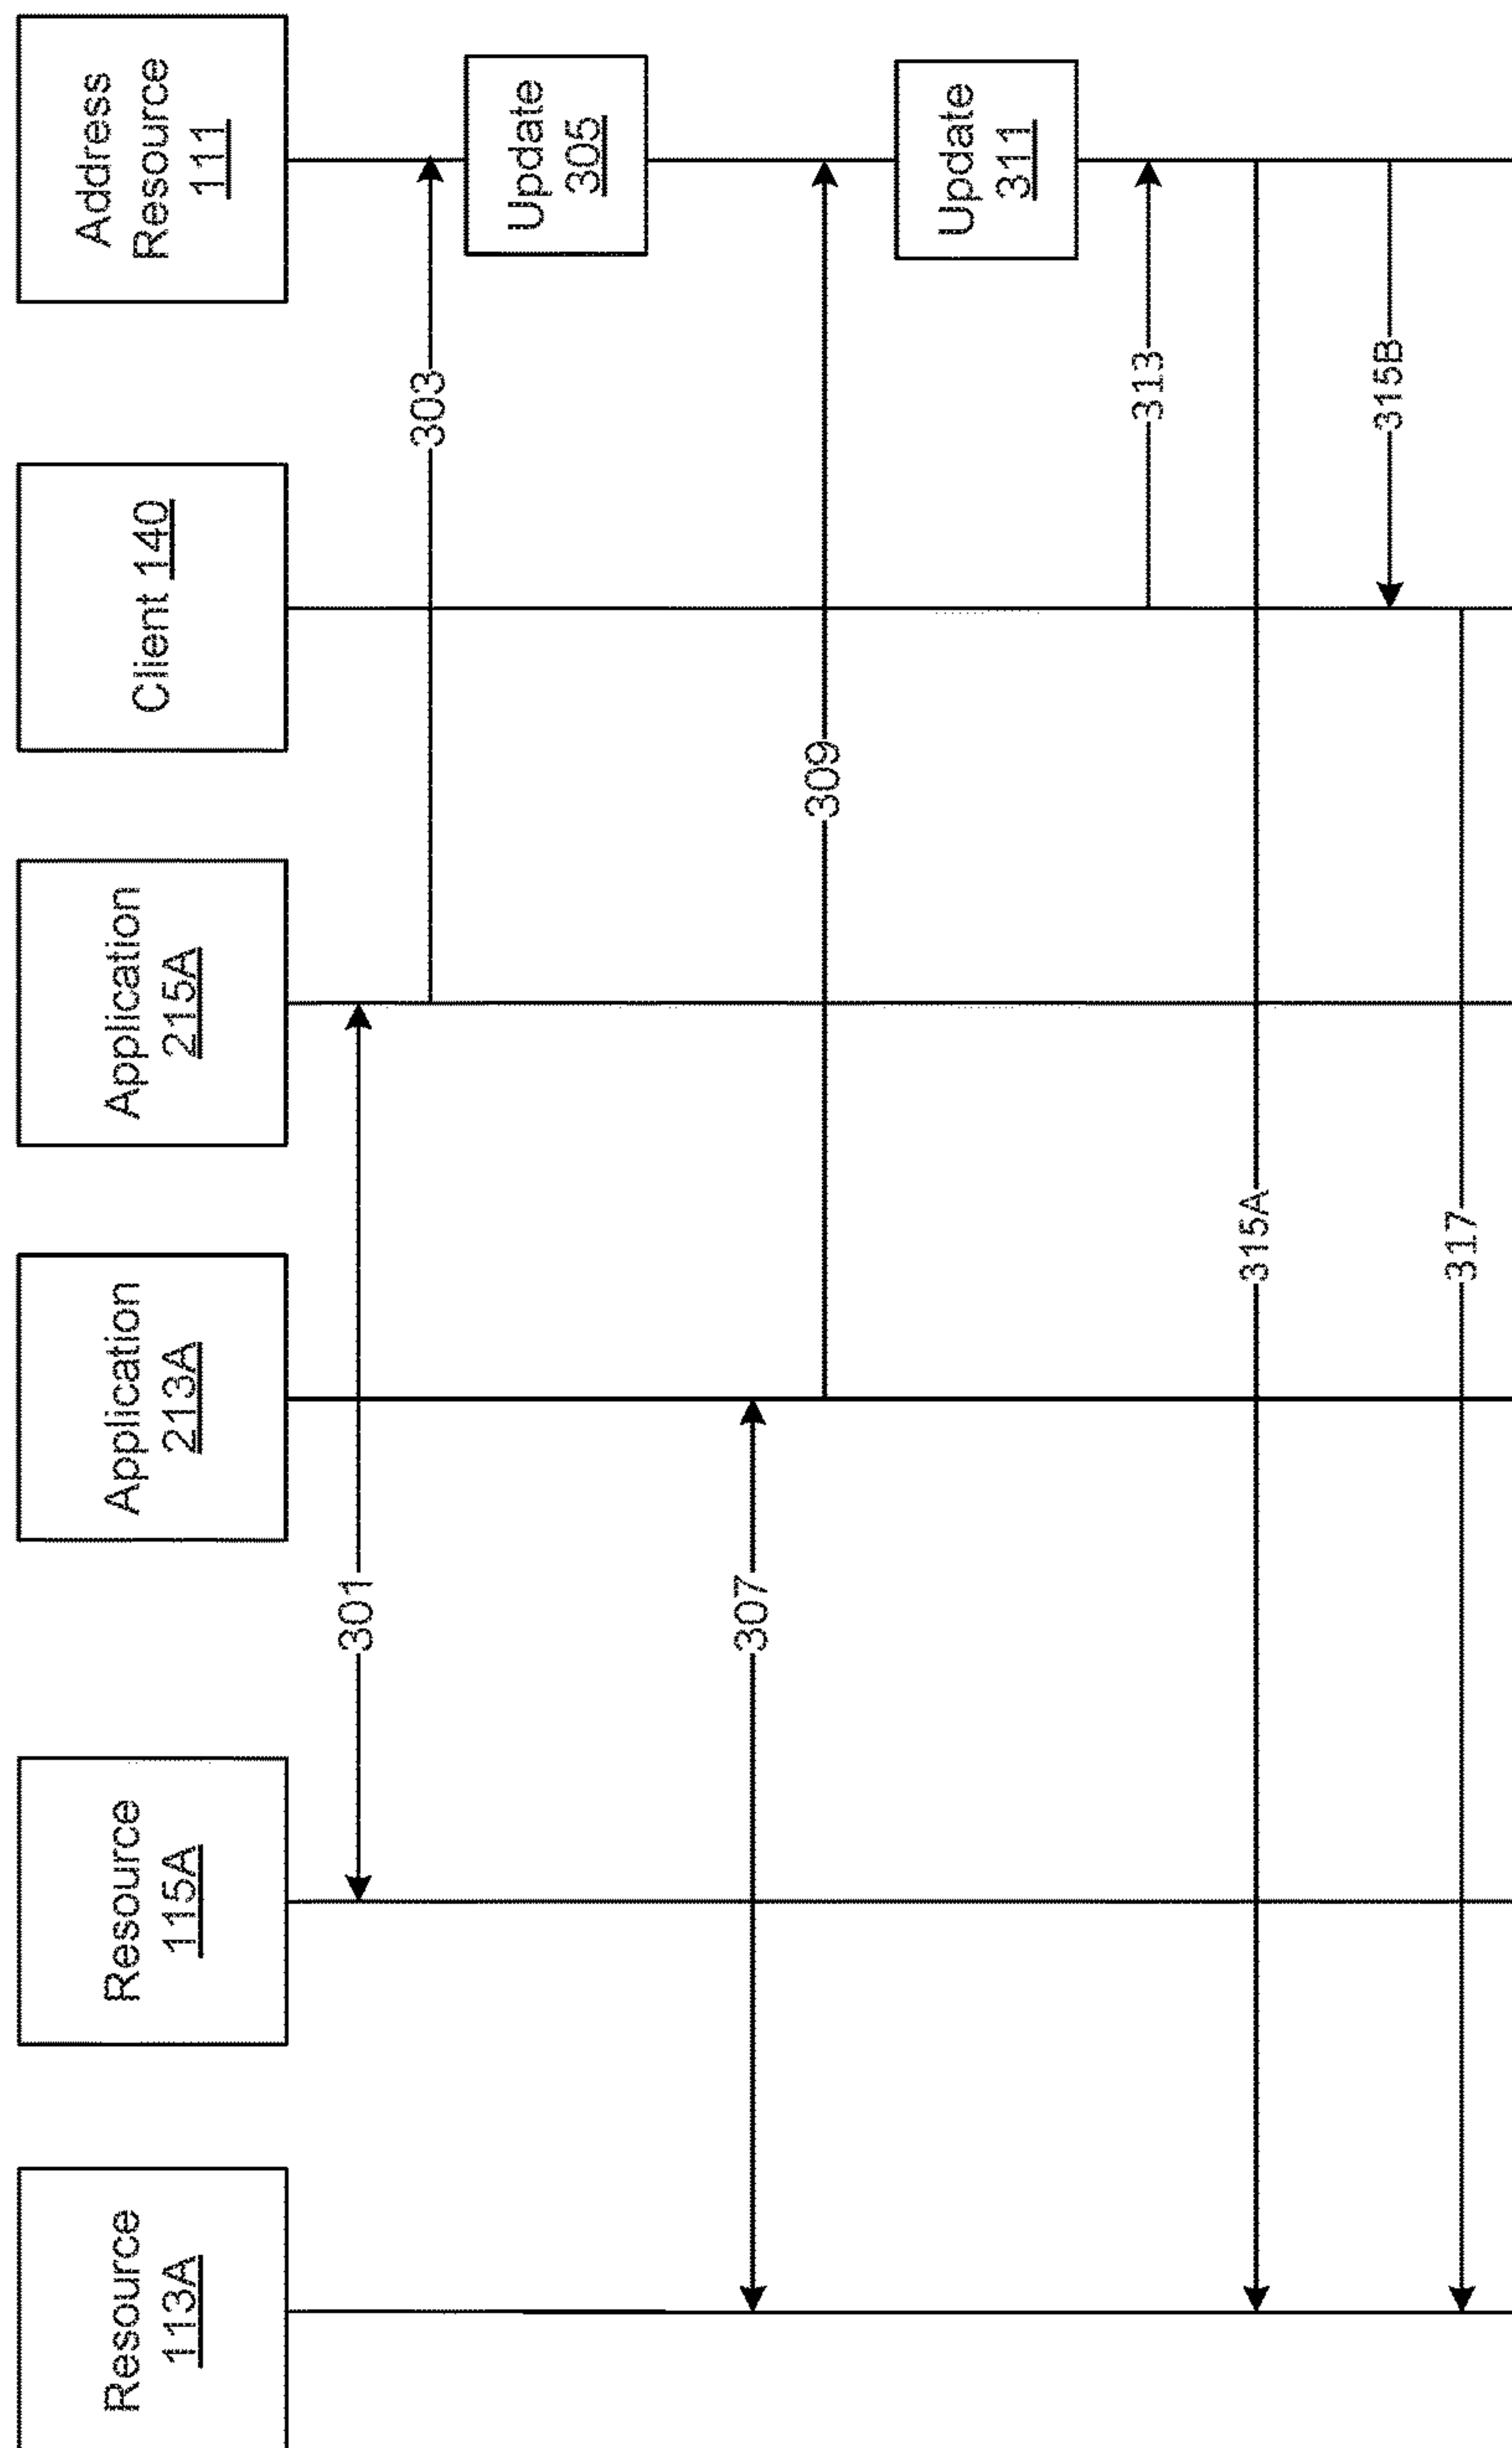 Resource
113A
Resource
115A
Application
213A
Application
215A
Client 140
Address
Resource
111
301
303
Update
305
307
309
Update
311
313
315A
315B
317